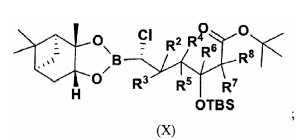 Cl R² R⁴ R⁶ O
O B O O R⁸
R³ R⁵ R⁷
H OTBS
;
(X)